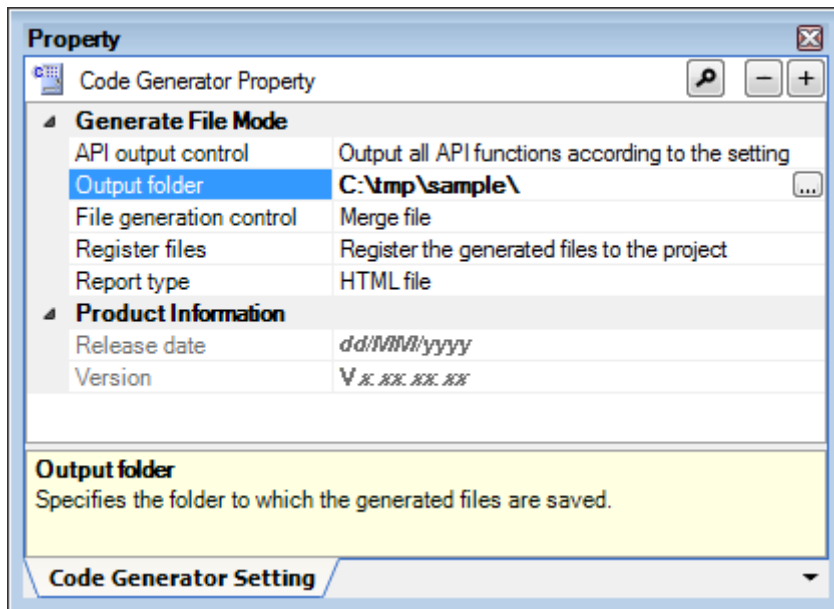 Property
Code Generator Property
Generate File Mode
API output control Output all API functions according to the setting
Output folder C:\tmp\sample\ ...
File generation control Merge file
Register files Register the generated files to the project
Report type HTML file
Product Information
Release date dd/MM/yyyy
Version V x.xx.xx.xx
Output folder
Specifies the folder to which the generated files are saved.
Code Generator Setting